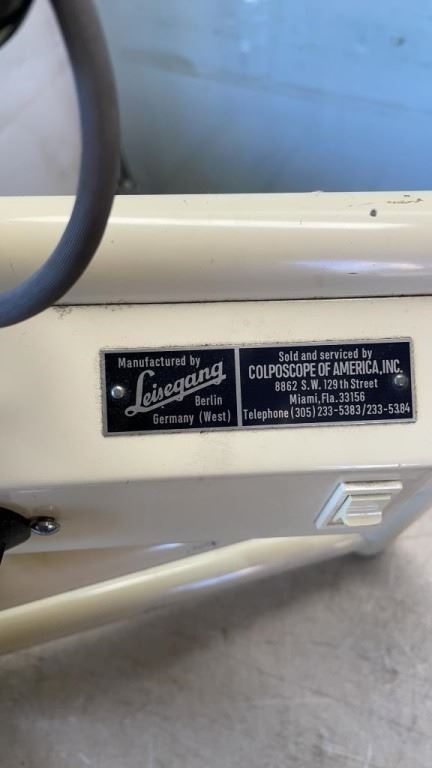 Manufactured by
Leisegang
Berlin
Germany (West)
Sold and serviced by
COLPOSCOPE OF AMERICA, INC.
8862 S.W. 129th Street
Miami, Fla. 33156
Telephone (305) 233-5383/233-5384